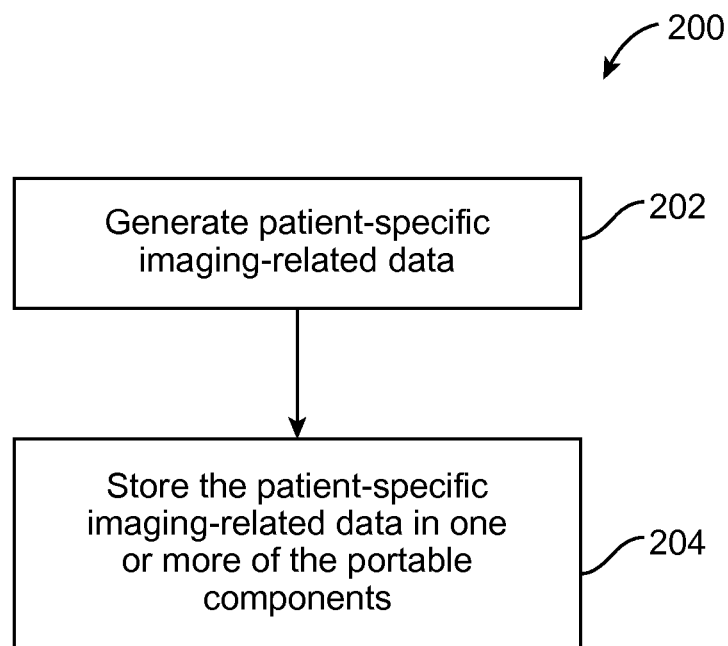 200
Generate patient-specific
imaging-related data
202
Store the patient-specific
imaging-related data in one
or more of the portable
components
204